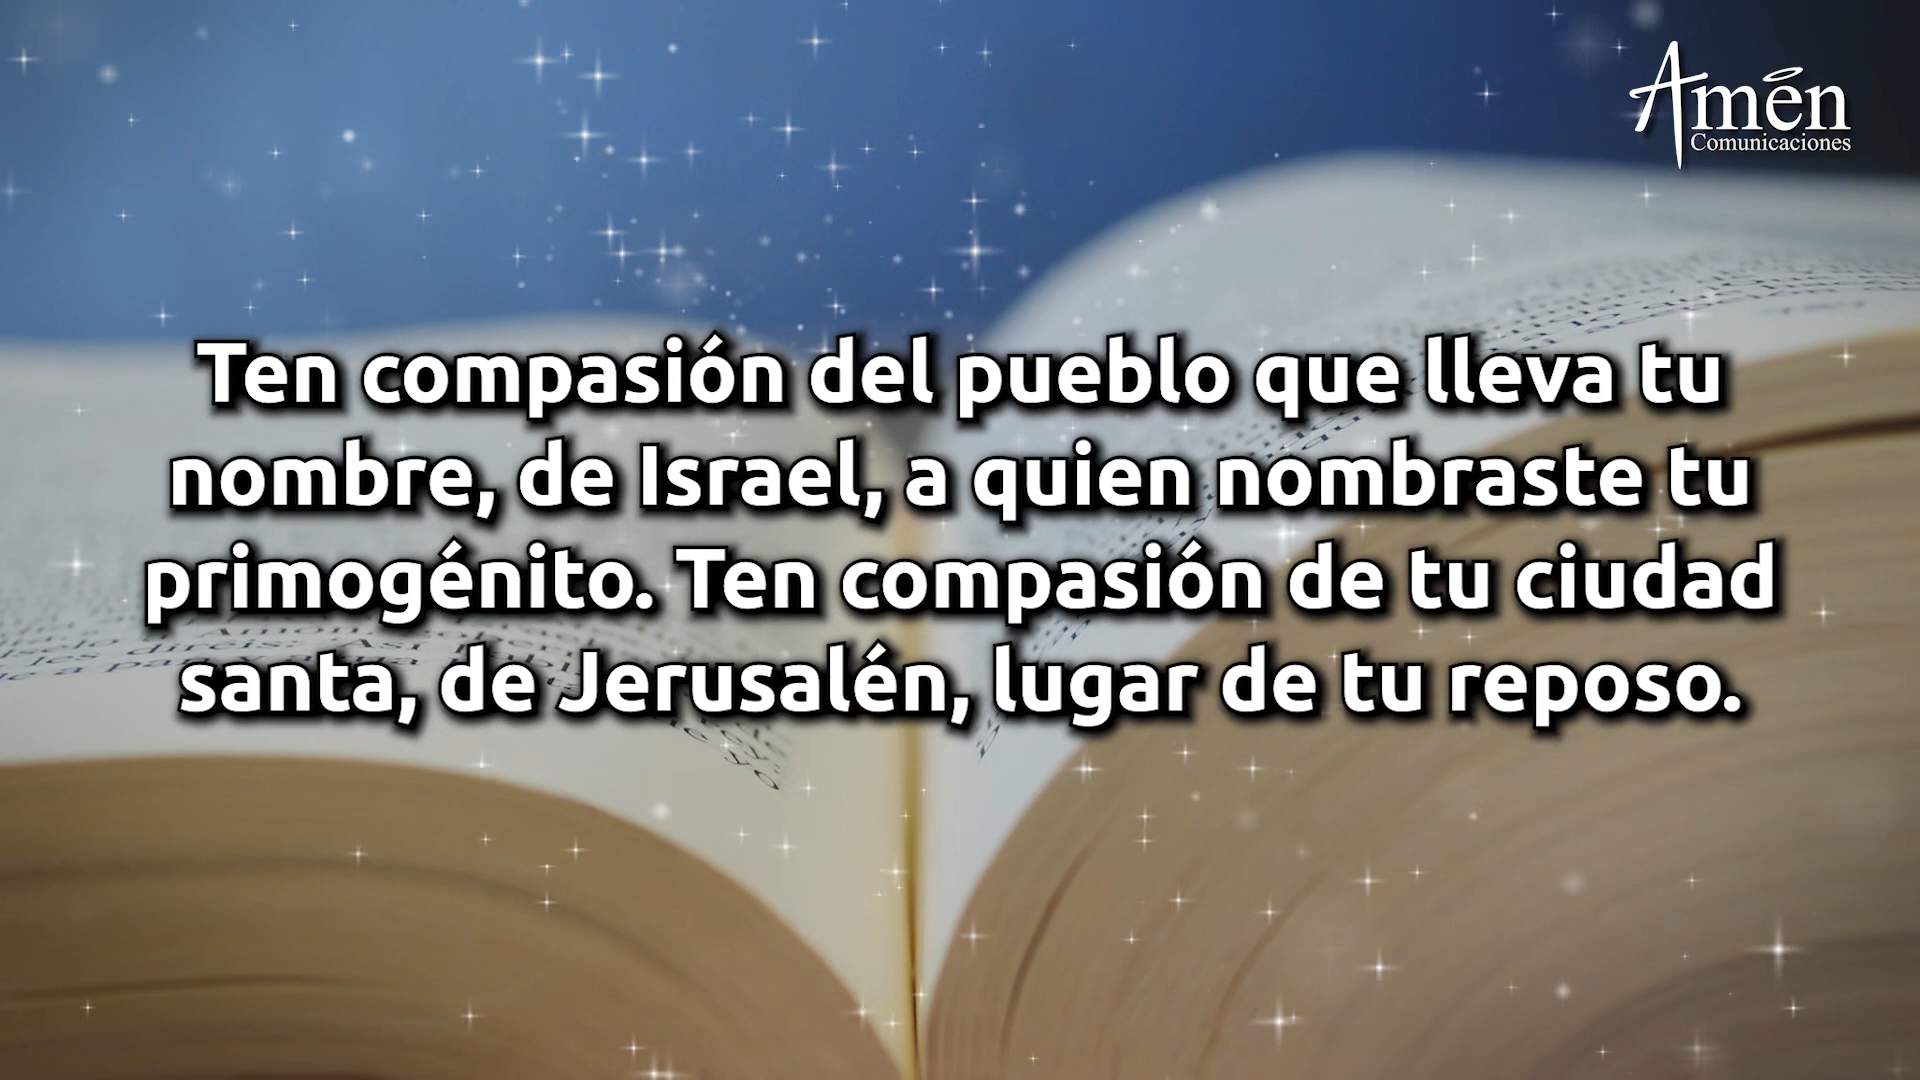 Amén
Comunicaciones
Ten compasión del pueblo que lleva tu
nombre, de Israel, a quien nombraste tu
primogénito. Ten compasión de tu ciudad
santa, de Jerusalén, lugar de tu reposo.